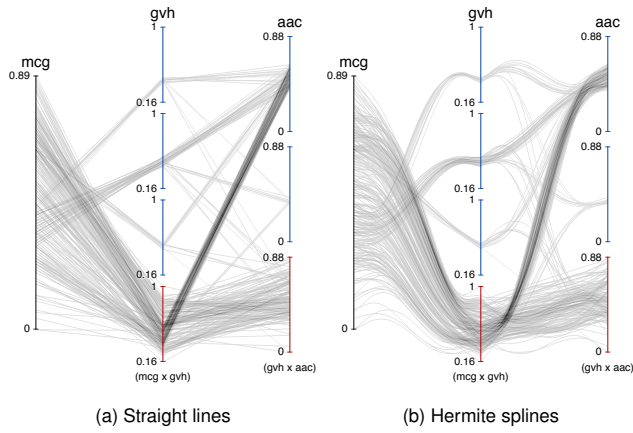 mcg
0.89
0
gvh
1
0.16
1
0.16
1
0.16
1
0.16
(mcg x gvh)
aac
0.88
0
0.88
0
0.88
0
(gvh x aac)
(a) Straight lines
mcg
0.89
0
gvh
1
0.16
1
0.16
1
0.16
1
0.16
(mcg x gvh)
aac
0.88
0
0.88
0
0.88
0
(gvh x aac)
(b) Hermite splines